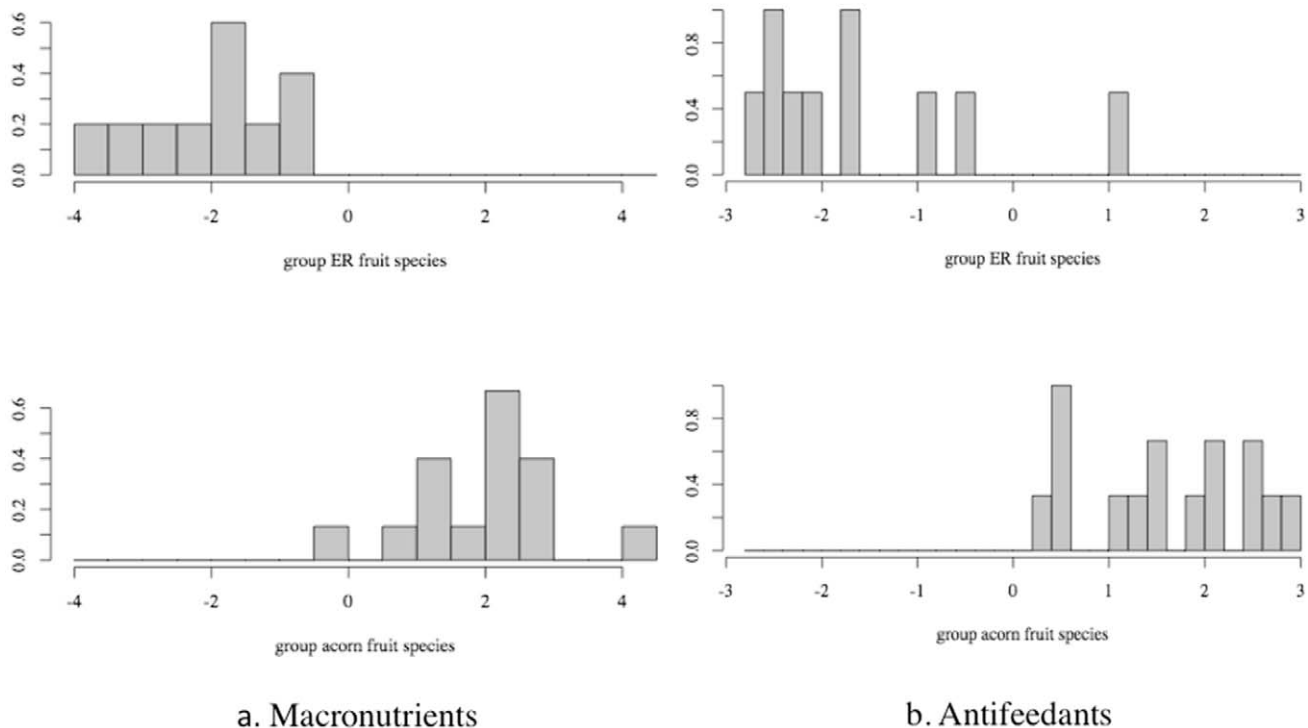 0.0 0.2 0.4 0.6
-4 -2 0 2 4
group ER fruit species
0.0 0.4 0.8
-3 -2 -1 0 1 2 3
group ER fruit species
0.0 0.2 0.4 0.6
-4 -2 0 2 4
group acorn fruit species
0.0 0.4 0.8
-3 -2 -1 0 1 2 3
group acorn fruit species
a. Macronutrients
b. Antifeedants